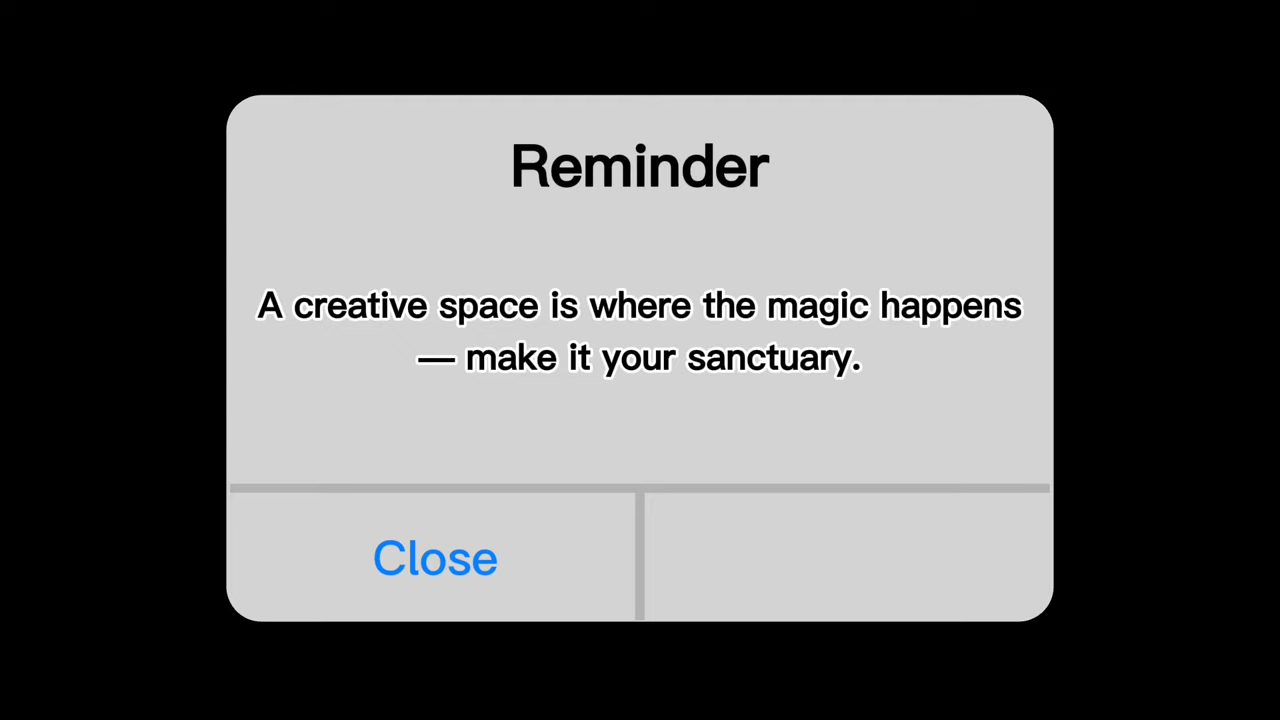 Reminder
A creative space is where the magic happens
— make it your sanctuary.
Close